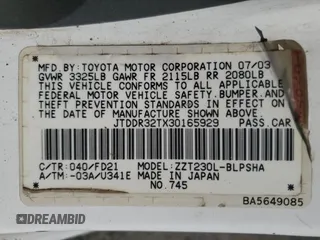 MFD.BY:TOYOTA MOTOR CORPORATION 07/03
GVWR 3325LB GAWR FR 2115LB RR 2080LB
THIS VEHICLE CONFORMS TO ALL APPLICABLE
FEDERAL MOTOR VEHICLE SAFETY, BUMPER, AND
THEFT PREVENTION STANDARDS IN EFFECT ON
THE DATE OF MANUFACTURE SHOWN ABOVE.
JTDDR32TX30165929 PASS.CAR
C/TR:040/FD21 MODEL:ZZT230L-BLPSHA
A/TM:-03A/U341E MADE IN JAPAN
NO.745
BA5649085
DREAMBID